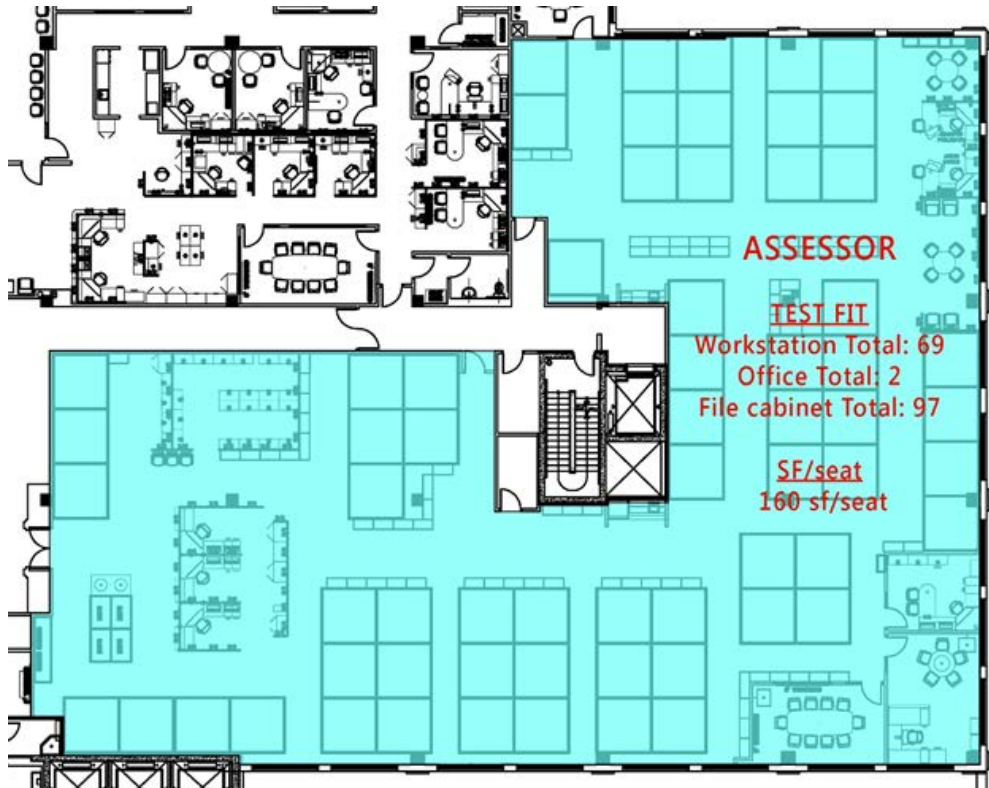 ASSESSOR
TEST FIT
Workstation Total: 69
Office Total: 2
File cabinet Total: 97
SF/seat
160 sf/seat